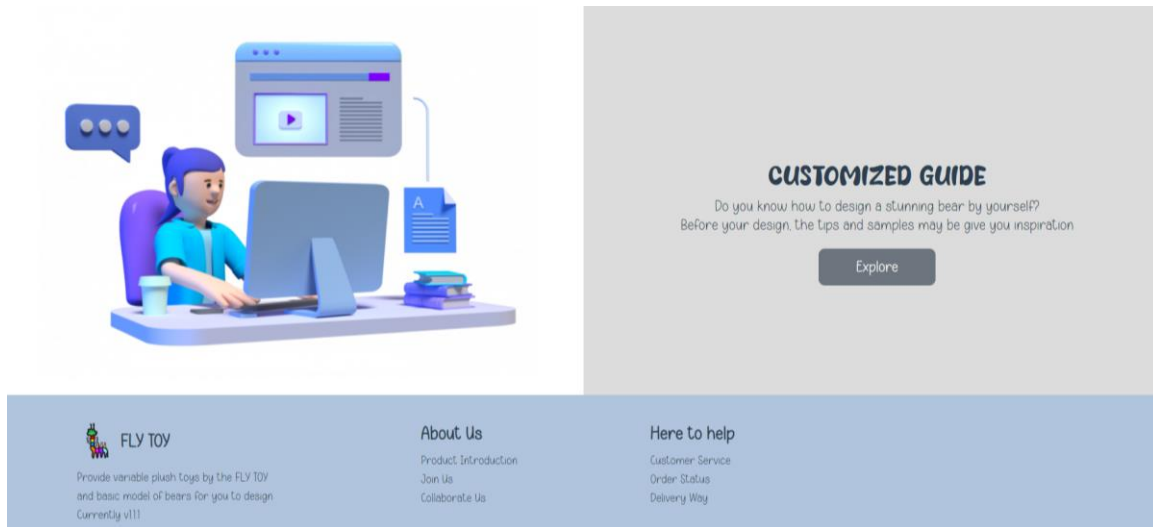 A
CUSTOMIZED GUIDE
Do you know how to design a stunning bear by yourself?
Before your design, the tips and samples may be give you inspiration
Explore
FLY TOY
Provide variable plush toys by the FLY TOY
and basic model of bears for you to design
Currently v1.1.1
About Us
Product Introduction
Join Us
Collaborate Us
Here to help
Customer Service
Order Status
Delivery Way